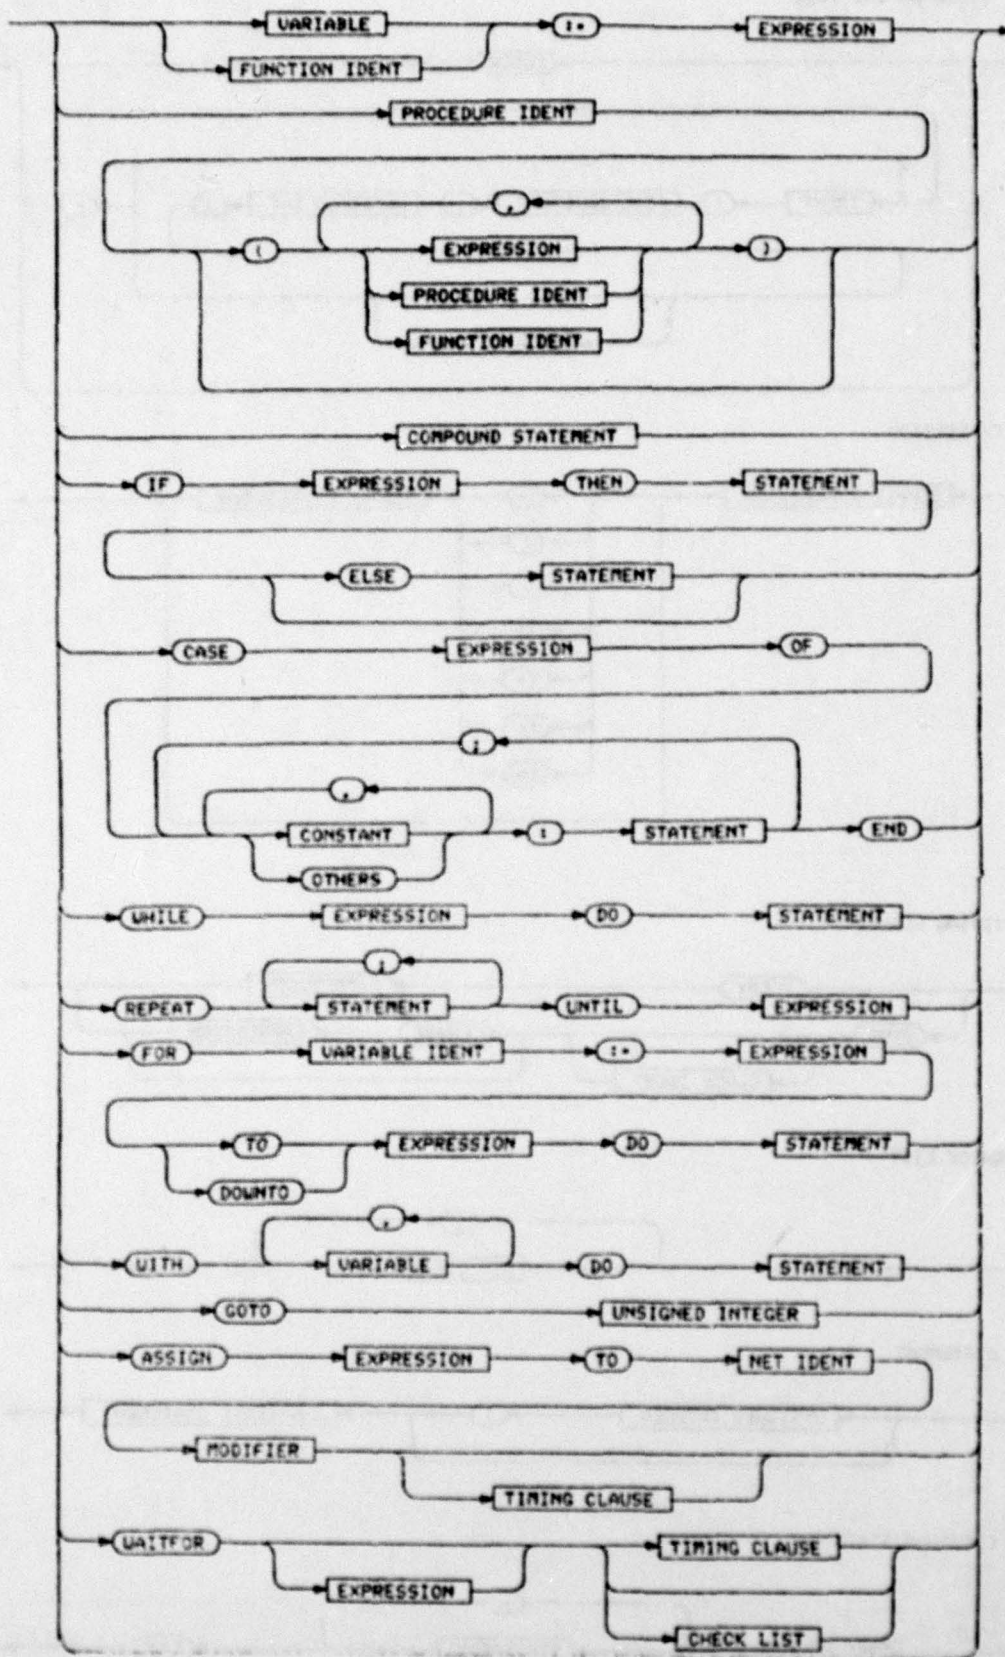 VARIABLE := EXPRESSION
FUNCTION IDENT
PROCEDURE IDENT
,
( EXPRESSION )
PROCEDURE IDENT
FUNCTION IDENT
COMPOUND STATEMENT
IF EXPRESSION THEN STATEMENT
ELSE STATEMENT
CASE EXPRESSION OF
;
,
CONSTANT : STATEMENT END
OTHERS
WHILE EXPRESSION DO STATEMENT
;
REPEAT STATEMENT UNTIL EXPRESSION
FOR VARIABLE IDENT := EXPRESSION
TO EXPRESSION DO STATEMENT
DOWNTO
,
WITH VARIABLE DO STATEMENT
GOTO UNSIGNED INTEGER
ASSIGN EXPRESSION TO NET IDENT
MODIFIER
TIMING CLAUSE
WAITFOR TIMING CLAUSE
EXPRESSION
CHECK LIST